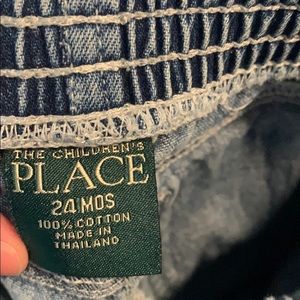 THE CHILDREN'S
PLACE
24 MOS
100% COTTON
MADE IN
THAILAND